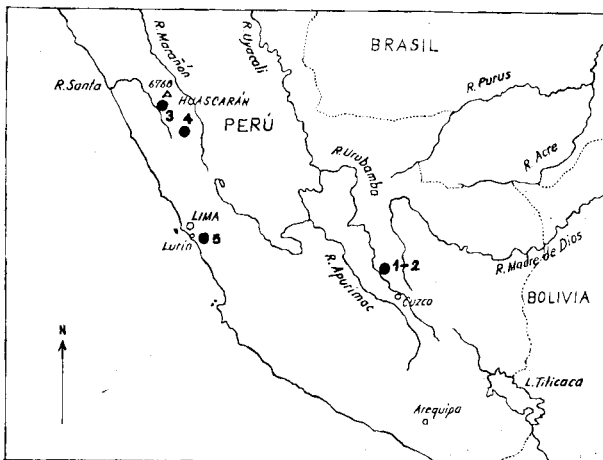 R. Marañón
R. Uyacali
BRASIL
R. Santa
6768
HUASCARÁN
R. Purus
3
4
PERÚ
R. Urubamba
R. Acre
LIMA
Lurín
5
R. Madre de Dios
1-2
R. Apurimac
Cuzco
BOLIVIA
N
L. Titicaca
Arequipa